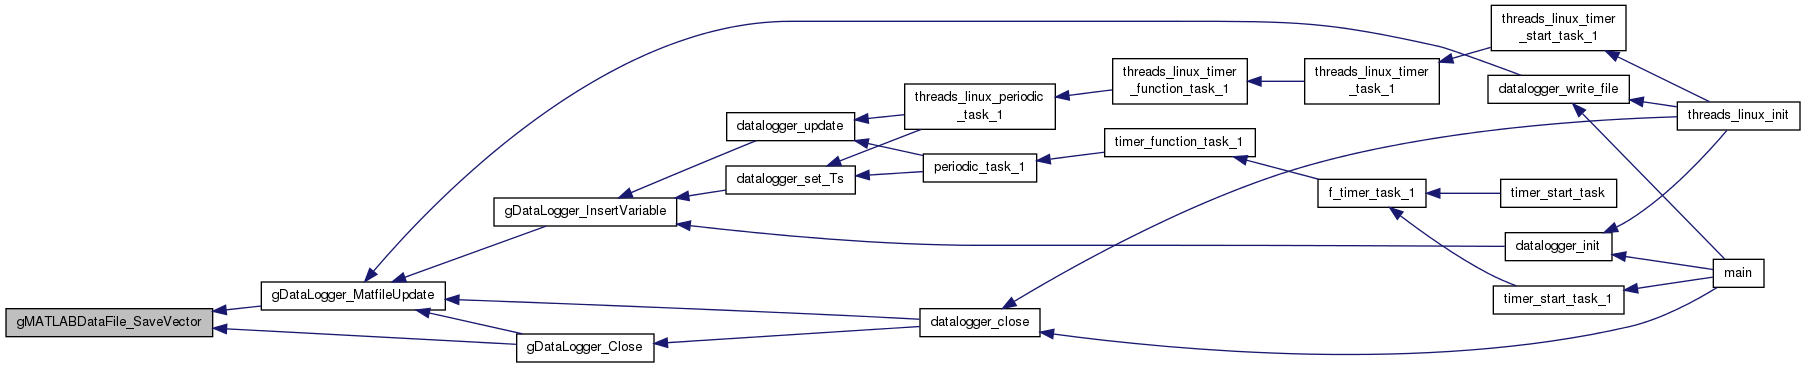 threads_linux_timer
_start_task_1
threads_linux_timer
_function_task_1
threads_linux_timer
_task_1
datalogger_write_file
threads_linux_periodic
_task_1
threads_linux_init
datalogger_update
timer_function_task_1
periodic_task_1
datalogger_set_Ts
f_timer_task_1
timer_start_task
gDataLogger_InsertVariable
datalogger_init
main
gDataLogger_MatfileUpdate
timer_start_task_1
gMATLABDataFile_SaveVector
datalogger_close
gDataLogger_Close